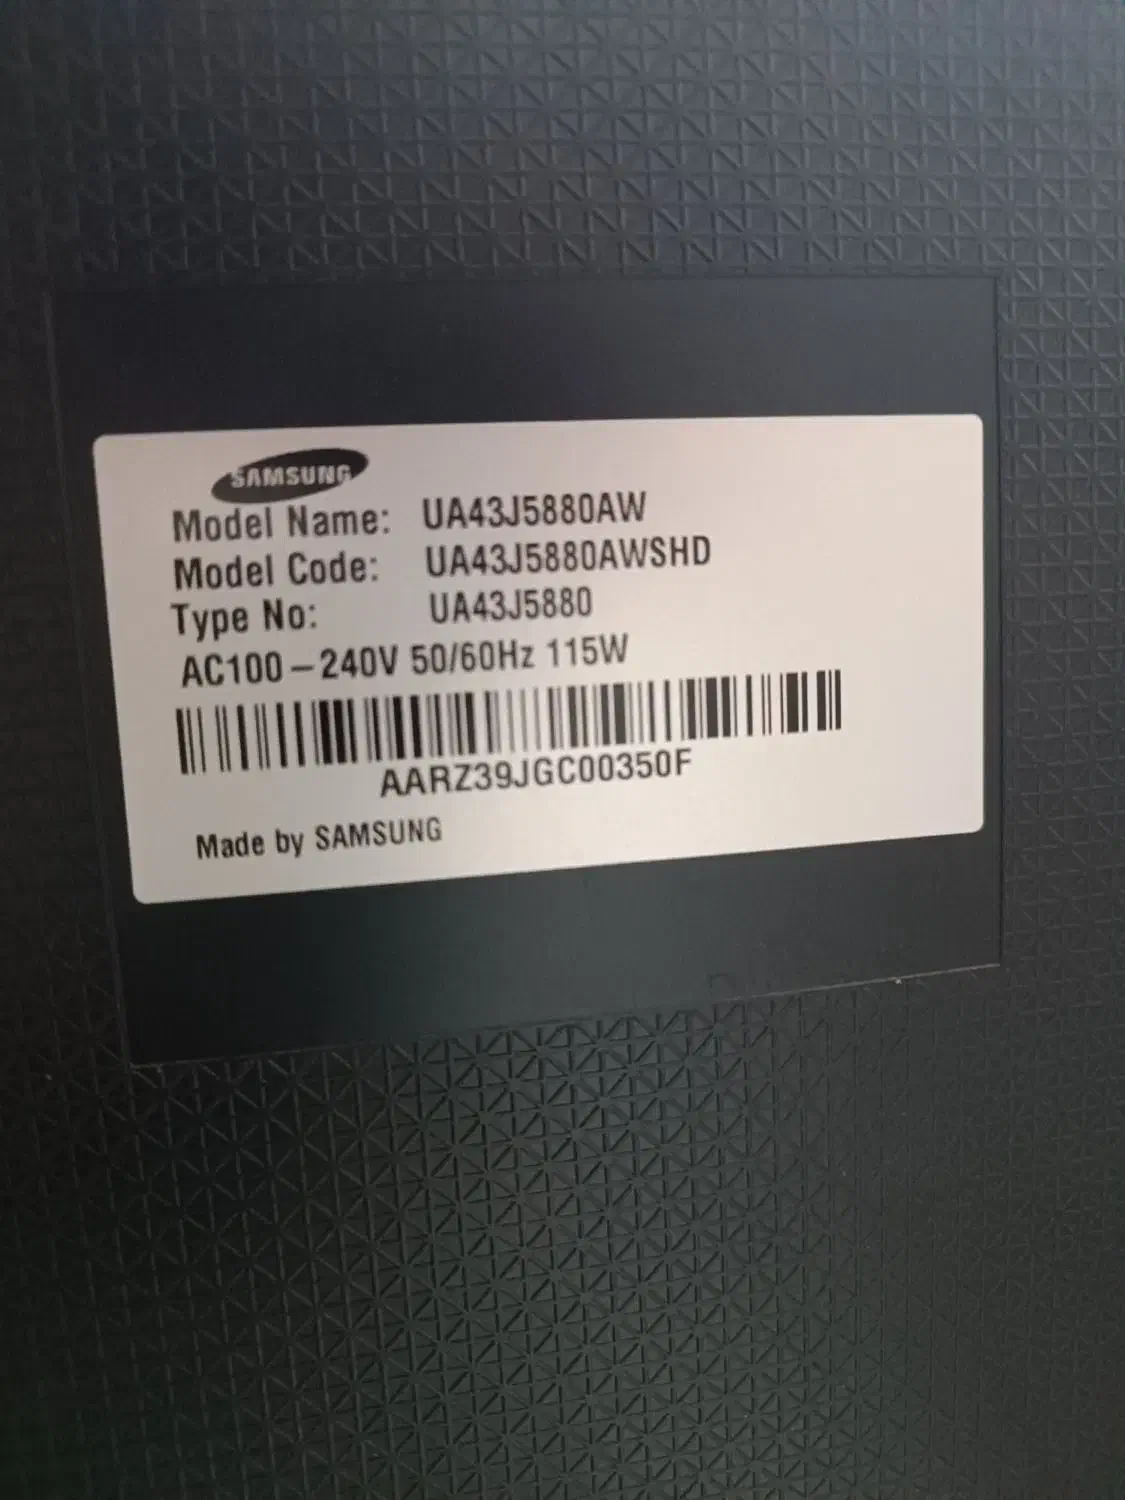 SAMSUNG
Model Name: UA43J5880AW
Model Code: UA43J5880AWSHD
Type No: UA43J5880
AC100-240V 50/60Hz 115W
AARZ39JGC00350F
Made by SAMSUNG